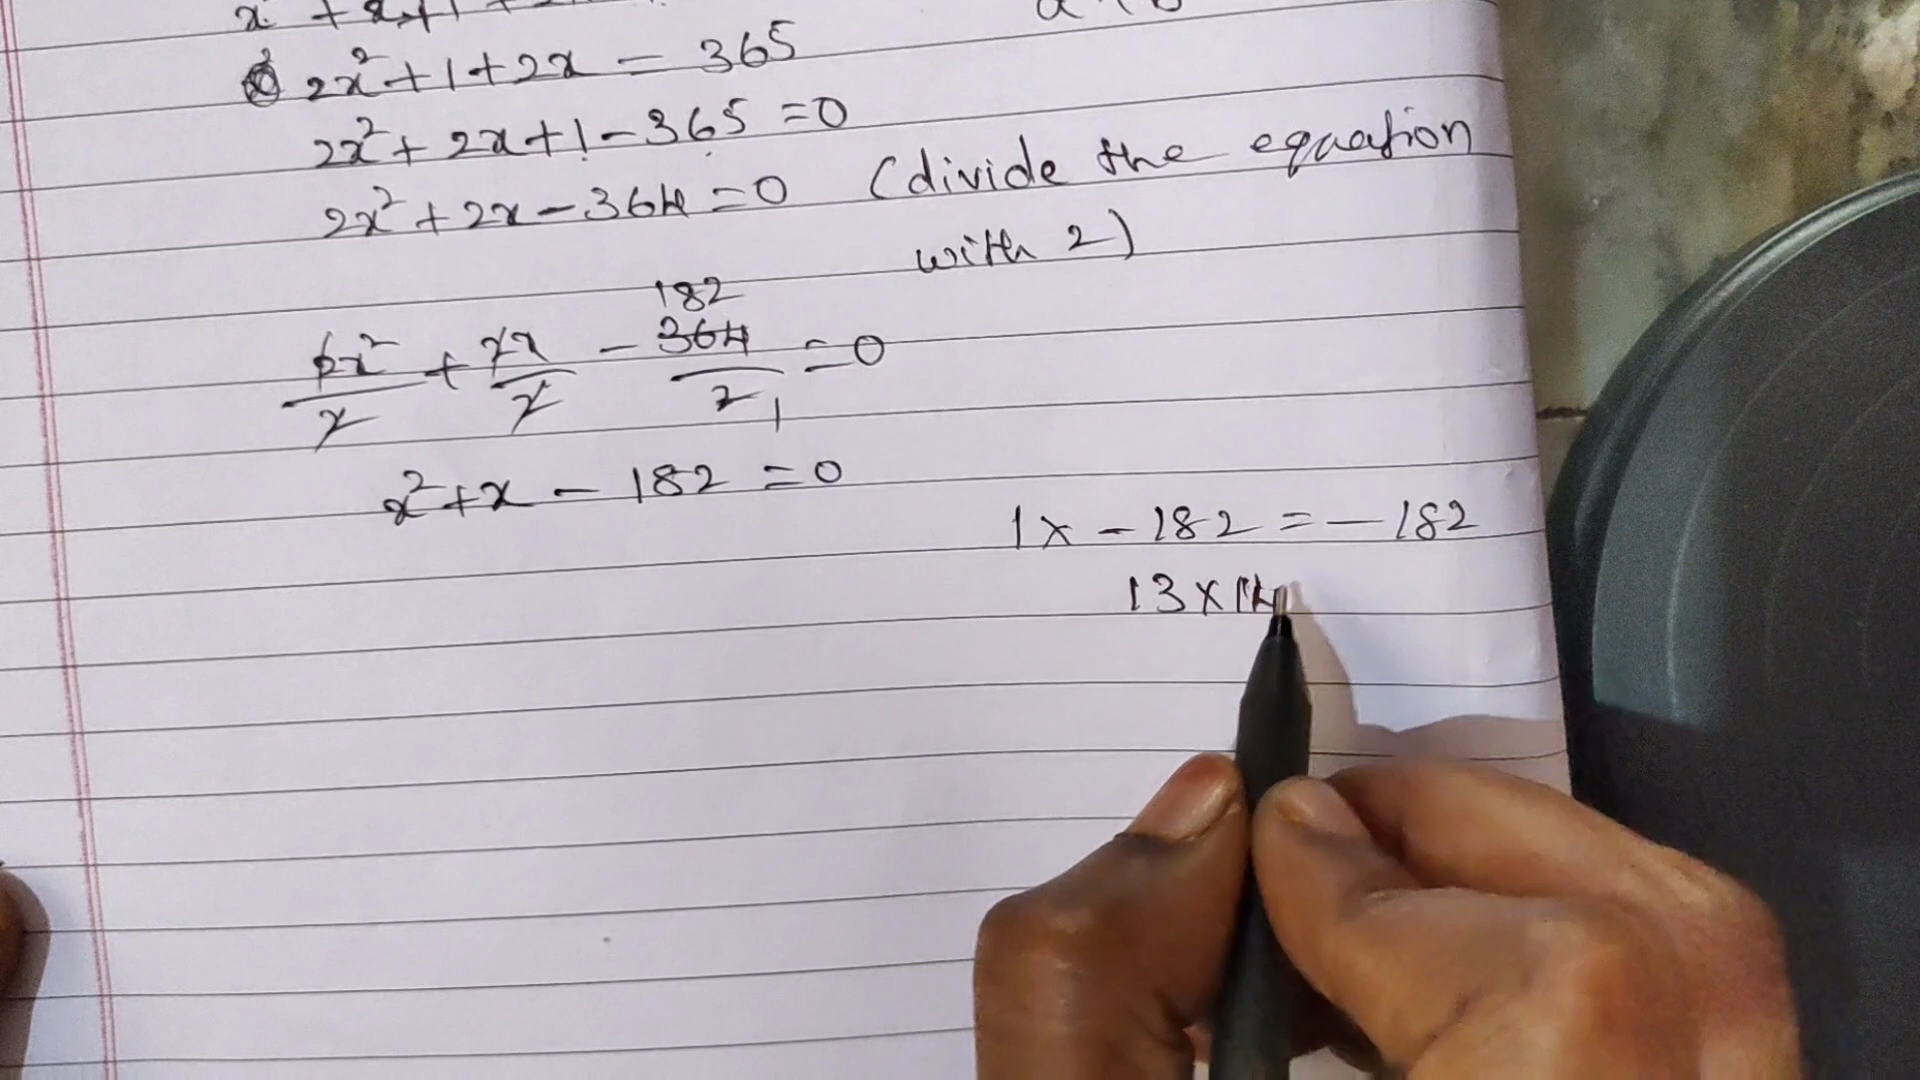 2x² + 1 + 2x = 365
2x² + 2x + 1 - 365 = 0
2x² + 2x - 364 = 0 (divide the equation
with 2)
182
2x²/2 + 2x/2 - 364/2 = 0
1
x² + x - 182 = 0
1 x - 182 = - 182
13 x 14